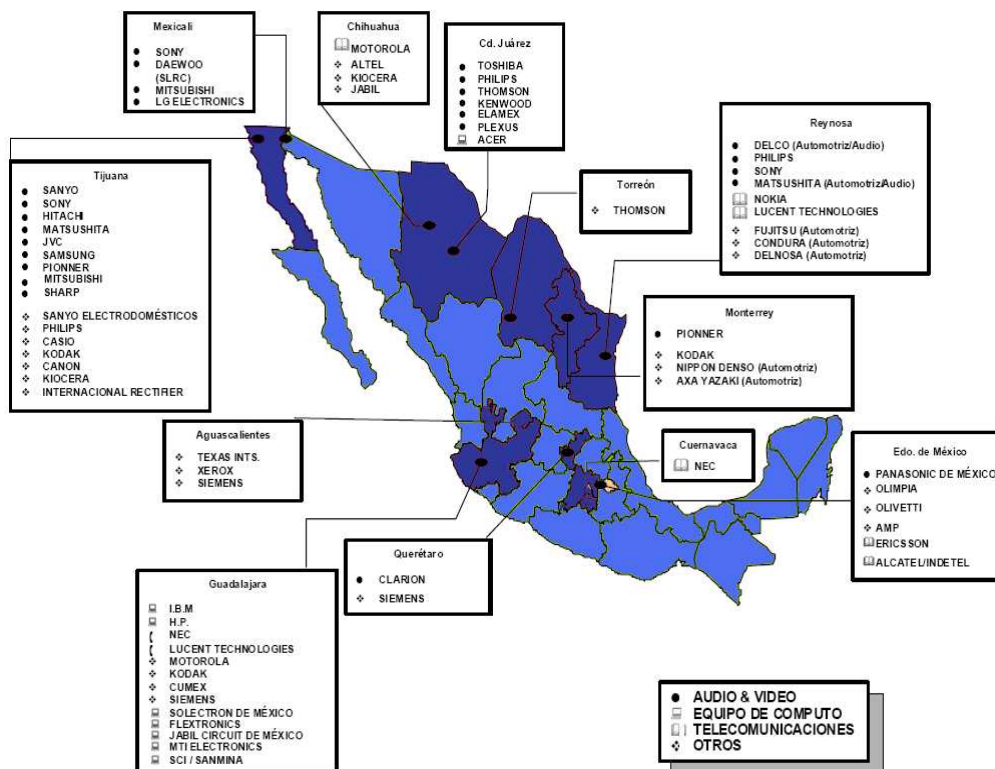 Mexicali
SONY
DAEWOO
(SLRC)
MITSUBISHI
LG ELECTRONICS
Chihuahua
MOTOROLA
ALTEL
KIOCERA
JABIL
Cd. Juárez
TOSHIBA
PHILIPS
THOMSON
KENWOOD
ELAMEX
PLEXUS
ACER
Reynosa
DELCO (Automotriz/Audio)
PHILIPS
SONY
MATSUSHITA (Automotriz/Audio)
NOKIA
LUCENT TECHNOLOGIES
FUJITSU (Automotriz)
CONDURA (Automotriz)
DELNOSA (Automotriz)
Tijuana
SANYO
SONY
HITACHI
MATSUSHITA
JVC
SAMSUNG
PIONNER
MITSUBISHI
SHARP
SANYO ELECTRODOMÉSTICOS
PHILIPS
CASIO
KODAK
CANON
KIOCERA
INTERNACIONAL RECTIFIER
Torreón
THOMSON
Monterrey
PIONNER
KODAK
NIPPON DENSO (Automotriz)
AXA YAZAKI (Automotriz)
Aguascalientes
TEXAS INTS.
XEROX
SIEMENS
Cuernavaca
NEC
Edo. de México
PANASONIC DE MÉXICO
OLIMPIA
OLIVETTI
AMP
ERICSSON
ALCATEL/INDETEL
Querétaro
CLARION
SIEMENS
Guadalajara
I.B.M
H.P.
NEC
LUCENT TECHNOLOGIES
MOTOROLA
KODAK
CUMEX
SIEMENS
SOLECTRON DE MÉXICO
FLEXTRONICS
JABIL CIRCUIT DE MÉXICO
MTI ELECTRONICS
SCI / SANMINA
AUDIO & VIDEO
EQUIPO DE COMPUTO
TELECOMUNICACIONES
OTROS